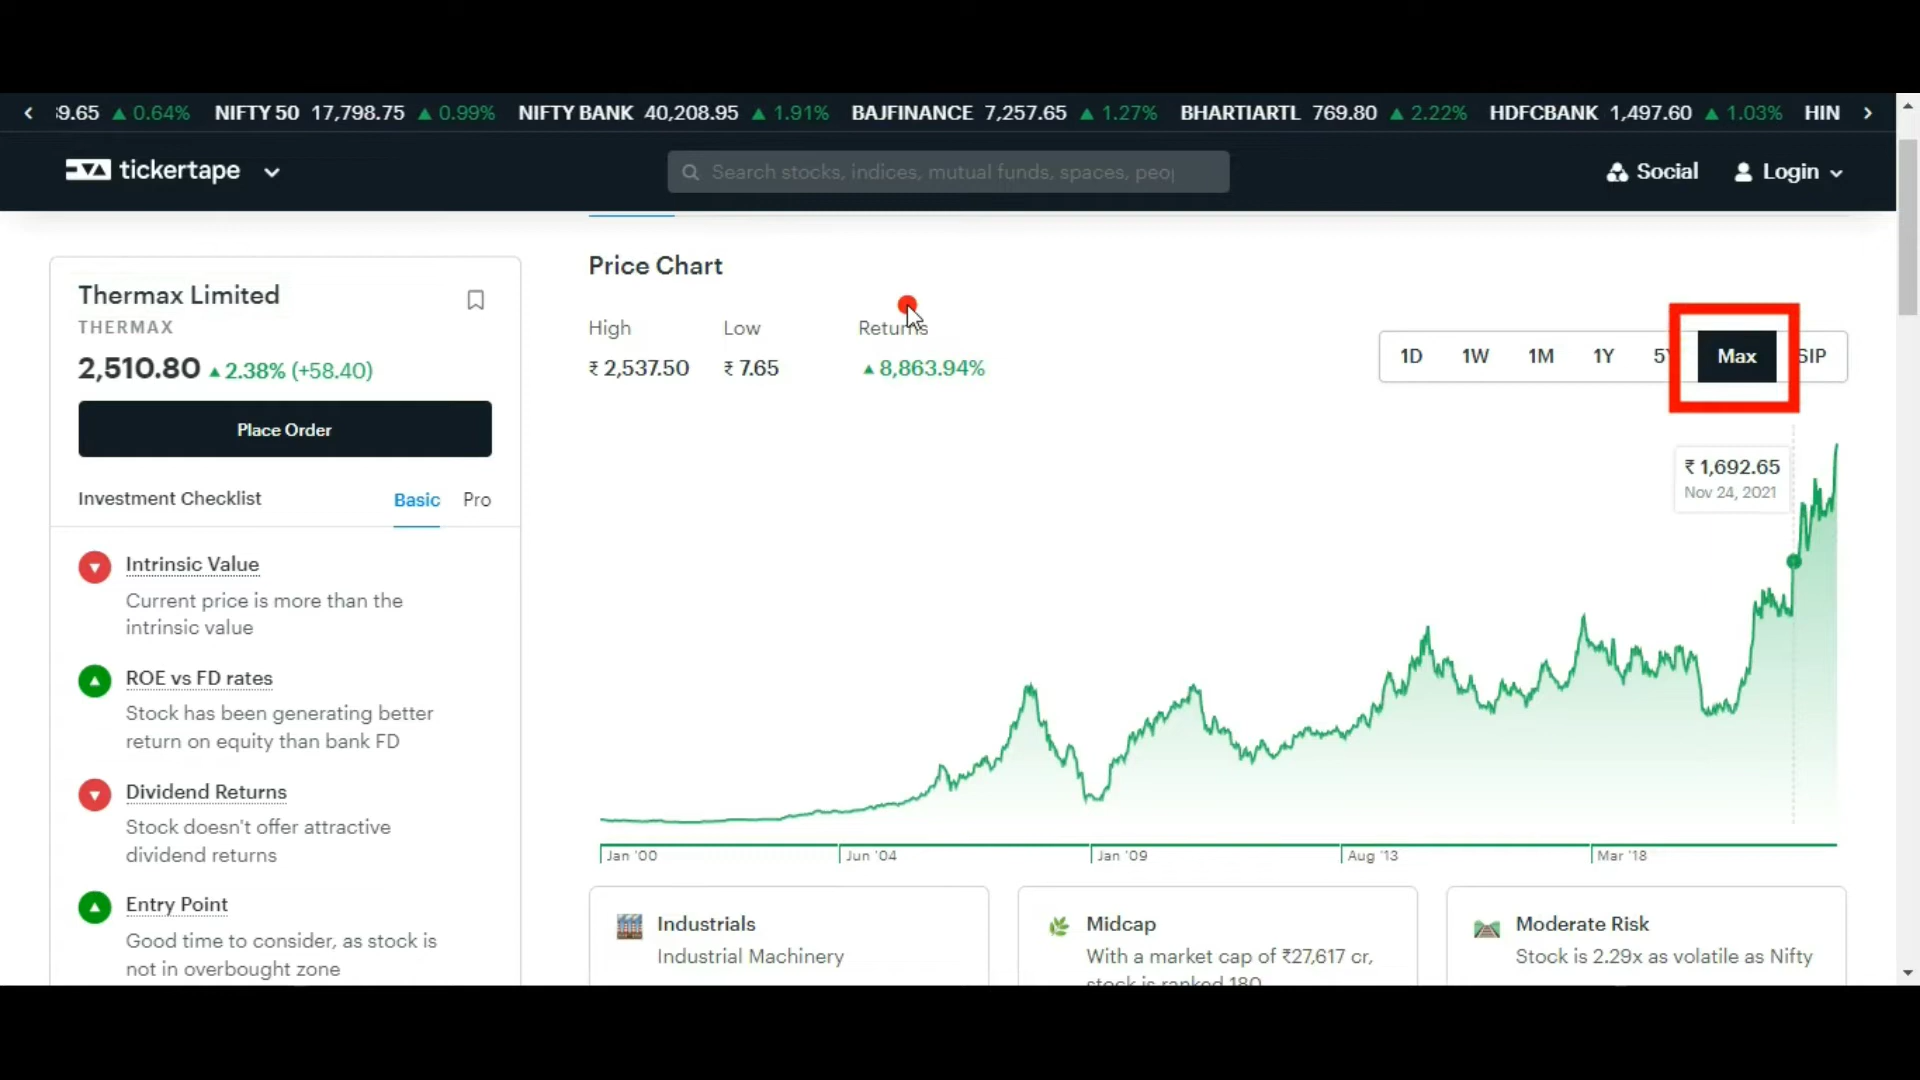 39.65 ▲ 0.64% NIFTY 50 17,798.75 ▲ 0.99% NIFTY BANK 40,208.95 ▲ 1.91% BAJFINANCE 7,257.65 ▲ 1.27% BHARTIARTL 769.80 ▲ 2.22% HDFCBANK 1,497.60 ▲ 1.03% HIN
tickertape
Search stocks, indices, mutual funds, spaces, peo
Social
Login
Thermax Limited
THERMAX
2,510.80 ▲ 2.38% (+58.40)
Place Order
Investment Checklist Basic Pro
Intrinsic Value
Current price is more than the
intrinsic value
ROE vs FD rates
Stock has been generating better
return on equity than bank FD
Dividend Returns
Stock doesn't offer attractive
dividend returns
Entry Point
Good time to consider, as stock is
not in overbought zone
Price Chart
High Low Returns
₹ 2,537.50 ₹ 7.65 ▲ 8,863.94%
1D 1W 1M 1Y 5Y Max SIP
₹ 1,692.65
Nov 24, 2021
Jan '00 Jun '04 Jan '09 Aug '13 Mar '18
Industrials
Industrial Machinery
Midcap
With a market cap of ₹27,617 cr,
stock is ranked 180
Moderate Risk
Stock is 2.29x as volatile as Nifty